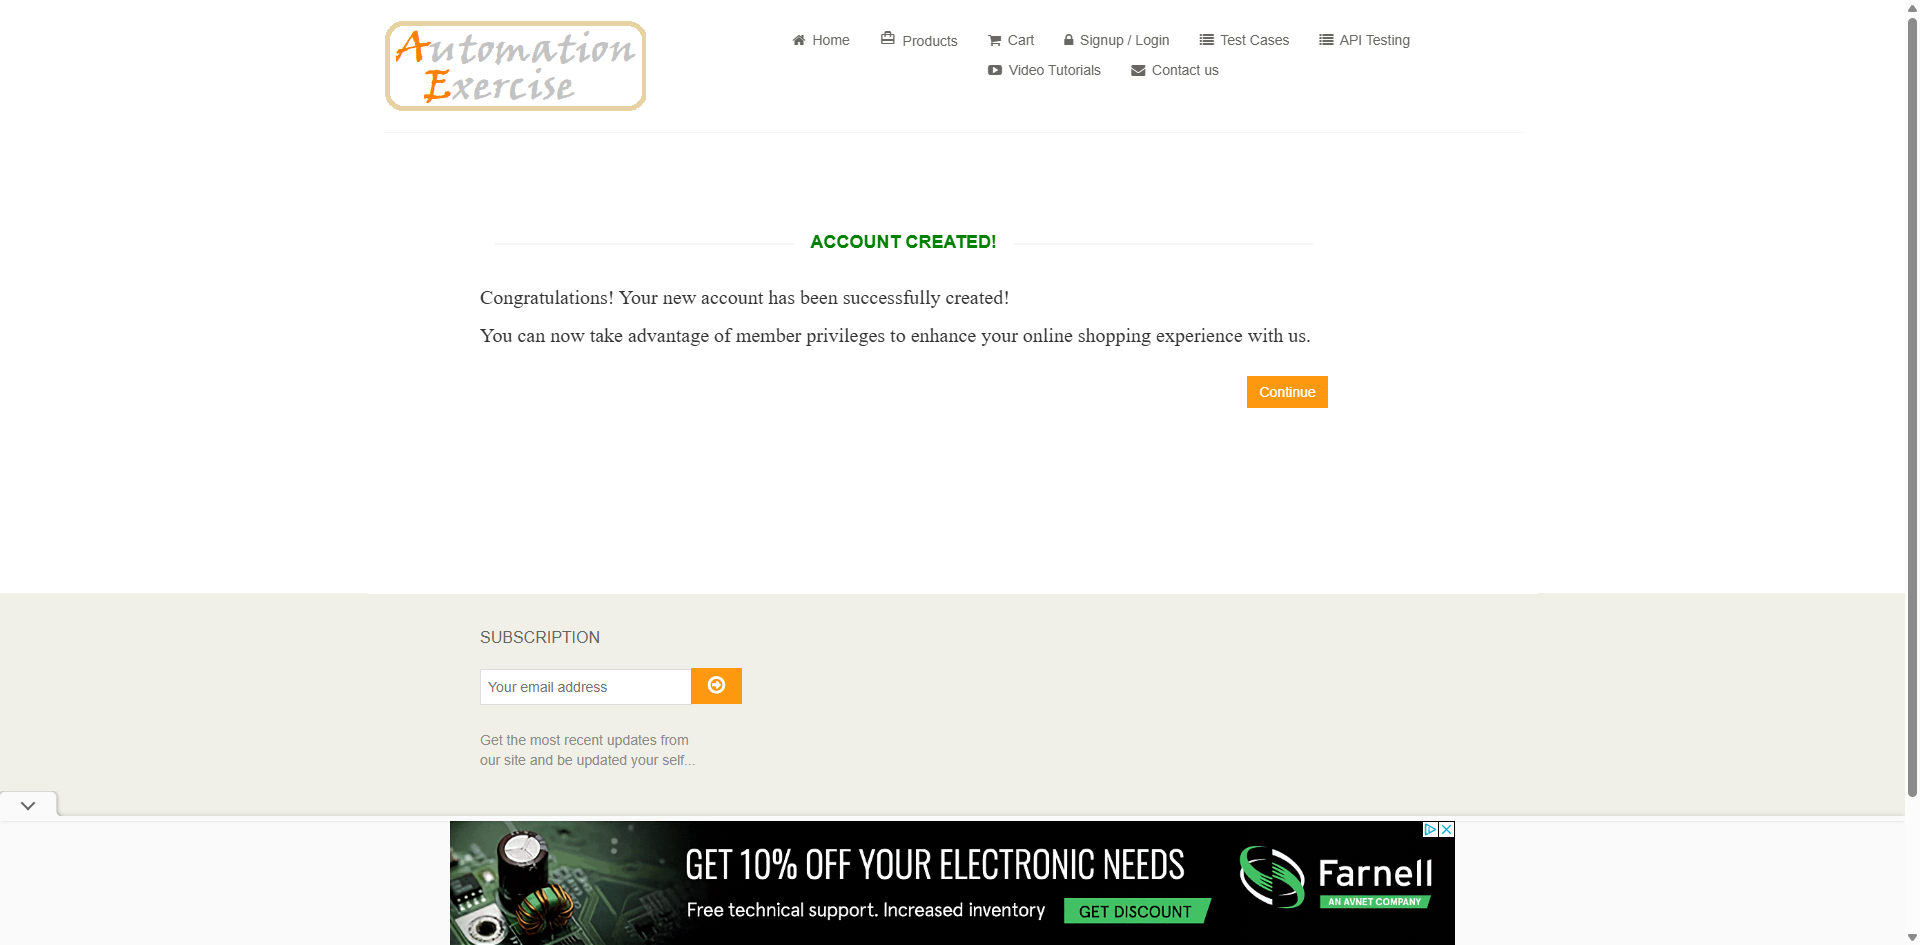 Automation
Exercise
Home
Products
Cart
Signup / Login
Test Cases
API Testing
Video Tutorials
Contact us
ACCOUNT CREATED!
Congratulations! Your new account has been successfully created!
You can now take advantage of member privileges to enhance your online shopping experience with us.
Continue
SUBSCRIPTION
Your email address
Get the most recent updates from
our site and be updated your self...
GET 10% OFF YOUR ELECTRONIC NEEDS
Free technical support. Increased inventory
GET DISCOUNT
Farnell
AN AVNET COMPANY